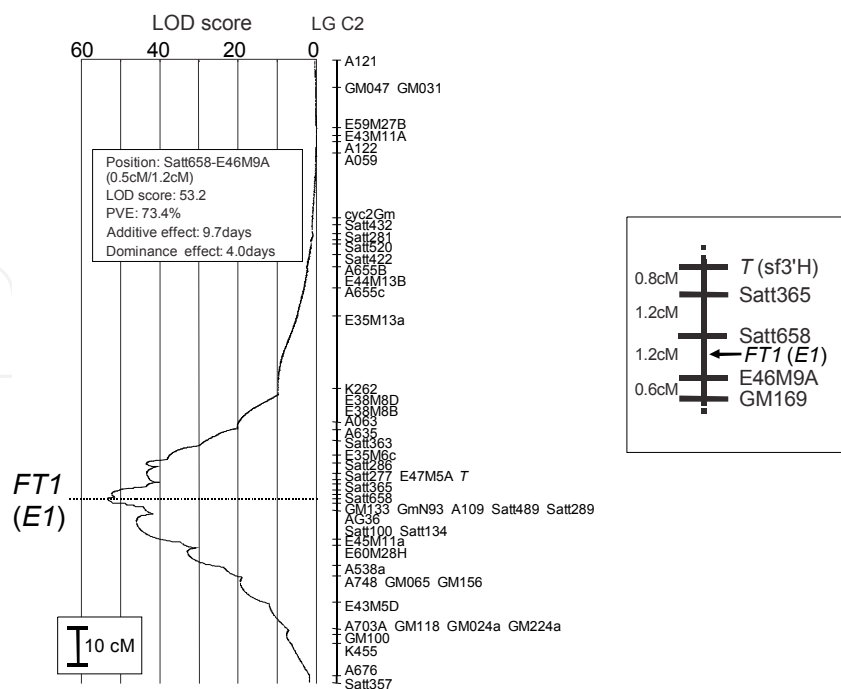 LOD score LG C2
60 40 20 0
A121
GM047 GM031
E59M27B
E43M11A
A122
A059
Position: Satt658-E46M9A
(0.5cM/1.2cM)
LOD score: 53.2
PVE: 73.4%
Additive effect: 9.7days
Dominance effect: 4.0days
cyc2Gm
Satt432
Satt281
Satt520
Satt422
A655B
E44M13B
A655c
E35M13a
K262
E38M8D
E38M8B
A063
A635
Satt363
E35M6c
Satt286
Satt277 E47M5A T
Satt365
Satt658
FT1
(E1)
GM133 GmN93 A109 Satt489 Satt289
AG36
Satt100 Satt134
E45M11a
E60M28H
A538a
A748 GM065 GM156
E43M5D
A703A GM118 GM024a GM224a
GM100
K455
A676
Satt357
10 cM
T (sf3'H)
0.8cM
Satt365
1.2cM
Satt658
1.2cM FT1 (E1)
E46M9A
0.6cM
GM169